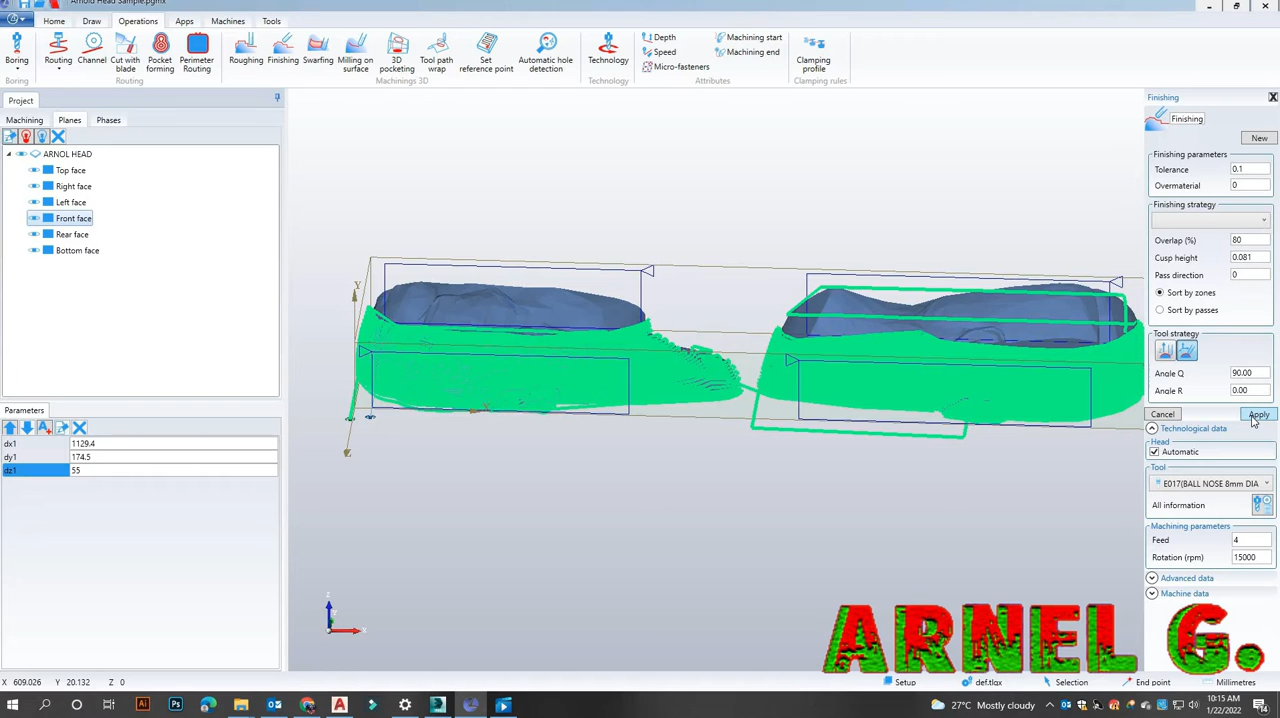 Arnold Head Sample.pgmx
Home Draw Operations Apps Machines Tools
Boring Routing Channel Cut with blade Pocket forming Perimeter Routing Roughing Finishing Swarfing Milling on surface 3D pocketing Tool path wrap Set reference point Automatic hole detection Technology Depth Speed Micro-fasteners Machining start Machining end Clamping profile
Boring Routing Machinings 3D Attributes Clamping rules
Project
Machining Planes Phases
ARNOL HEAD
Top face
Right face
Left face
Front face
Rear face
Bottom face
Parameters
dx1 1129.4
dy1 174.5
dz1 55
Y
Z
Z
X
Finishing
Finishing
New
Finishing parameters
Tolerance 0.1
Overmaterial 0
Finishing strategy
Overlap (%) 80
Cusp height 0.081
Pass direction 0
Sort by zones
Sort by passes
Tool strategy
Angle Q 90.00
Angle R 0.00
Cancel Apply
Technological data
Head
Automatic
Tool
E017(BALL NOSE 8mm DIA
All information
Machining parameters
Feed 4
Rotation (rpm) 15000
Advanced data
Machine data
ARNEL G.
X 609.026 Y 20.132 Z 0 Setup def.tlgx Selection End point Millimetres
27°C Mostly cloudy 10:15 AM
1/22/2022